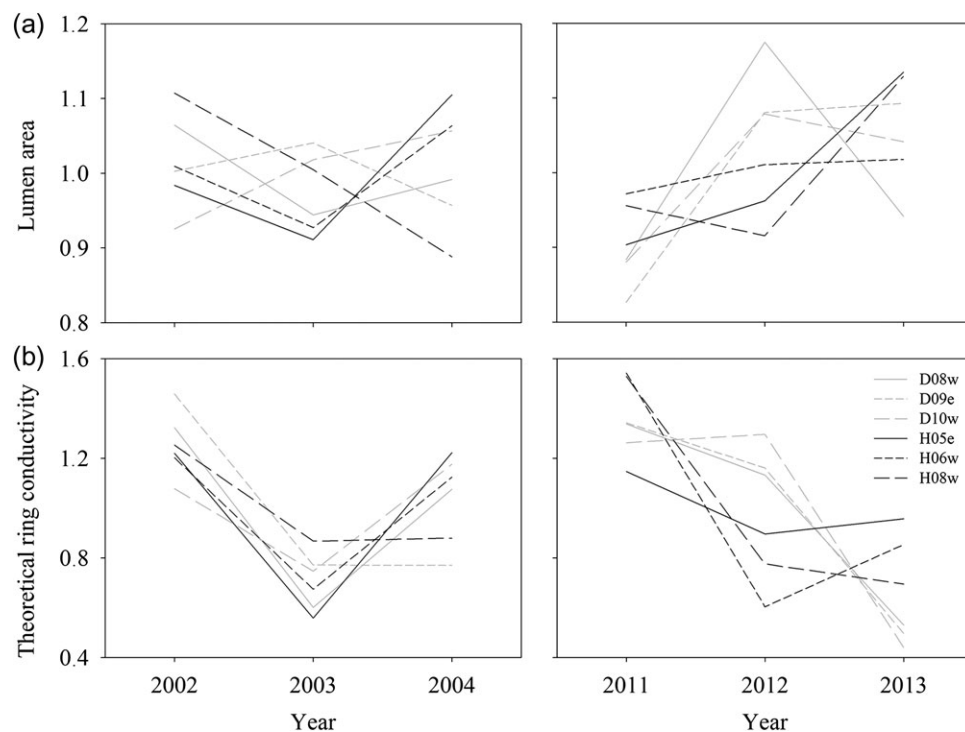 (a)
1.2
1.1
1.0
0.9
0.8
Lumen area
(b)
1.6
1.2
0.8
0.4
Theoretical ring conductivity
D08w
D09e
D10w
H05e
H06w
H08w
2002 2003 2004
2011 2012 2013
Year Year